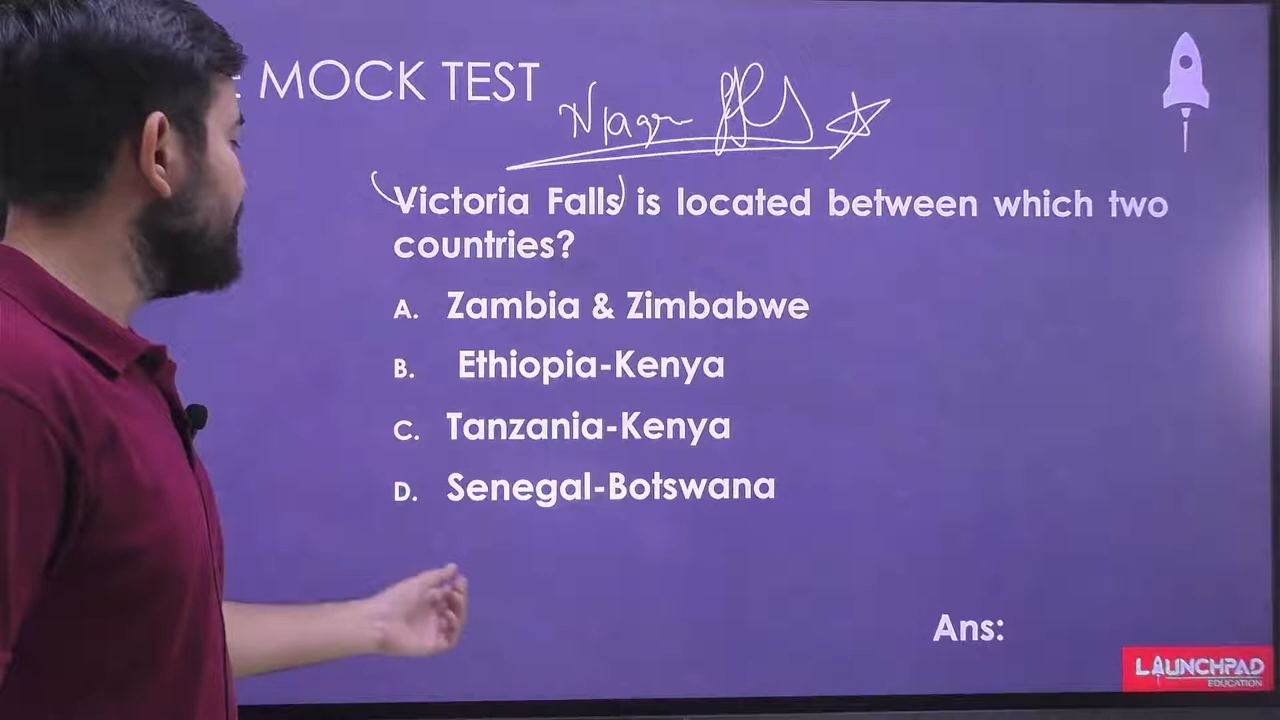 : MOCK TEST
Victoria Falls is located between which two
countries?
A. Zambia & Zimbabwe
B. Ethiopia-Kenya
C. Tanzania-Kenya
D. Senegal-Botswana
Ans:
LAUNCHPAD
EDUCATION